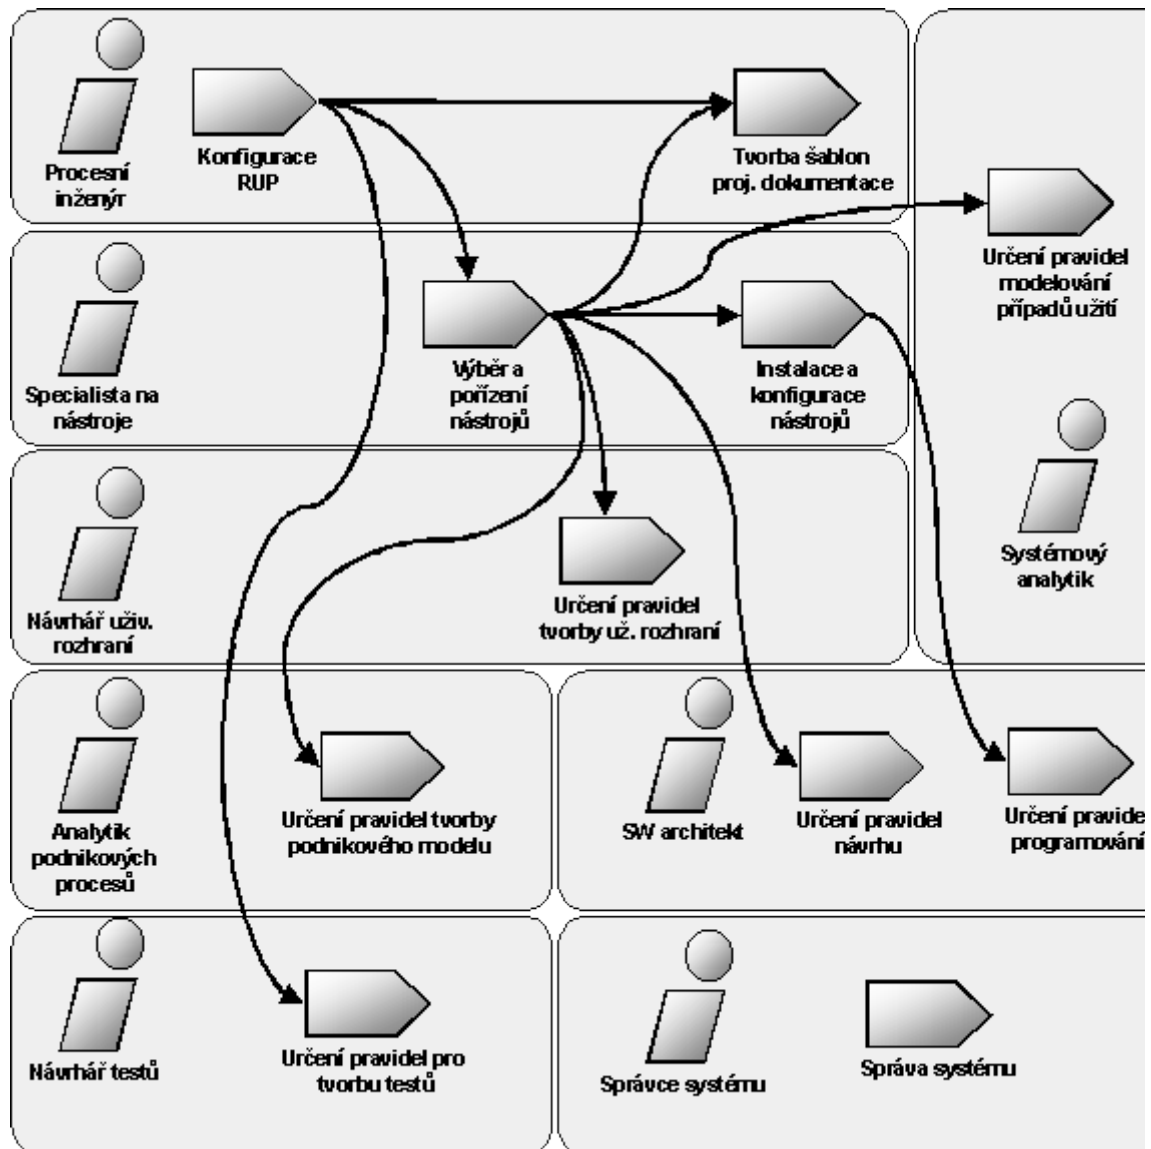 Procesní
inženýr
Konfigurace
RUP
Tvorba šablon
proj. dokumentace
Určení pravidel
modelování
případů užití
Specialista na
nástroje
Výběr a
pořízení
nástrojů
Instalace a
konfigurace
nástrojů
Systémový
analytik
Návrhář uživ.
rozhraní
Určení pravidel
tvorby už. rozhraní
Analytik
podnikových
procesů
Určení pravidel tvorby
podnikového modelu
SW architekt
Určení pravidel
návrhu
Určení pravide
programování
Návrhář testů
Určení pravidel pro
tvorbu testů
Správce systému
Správa systému